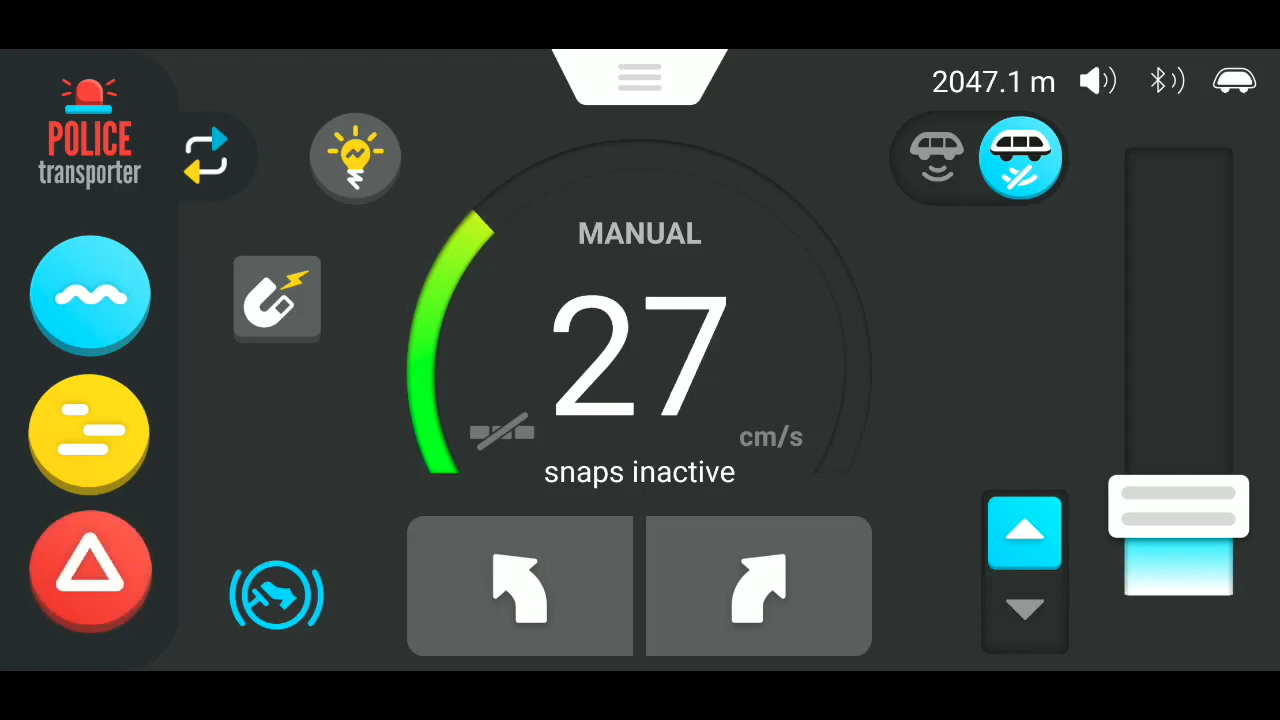 2047.1 m
POLICE
transporter
MANUAL
27
cm/s
snaps inactive